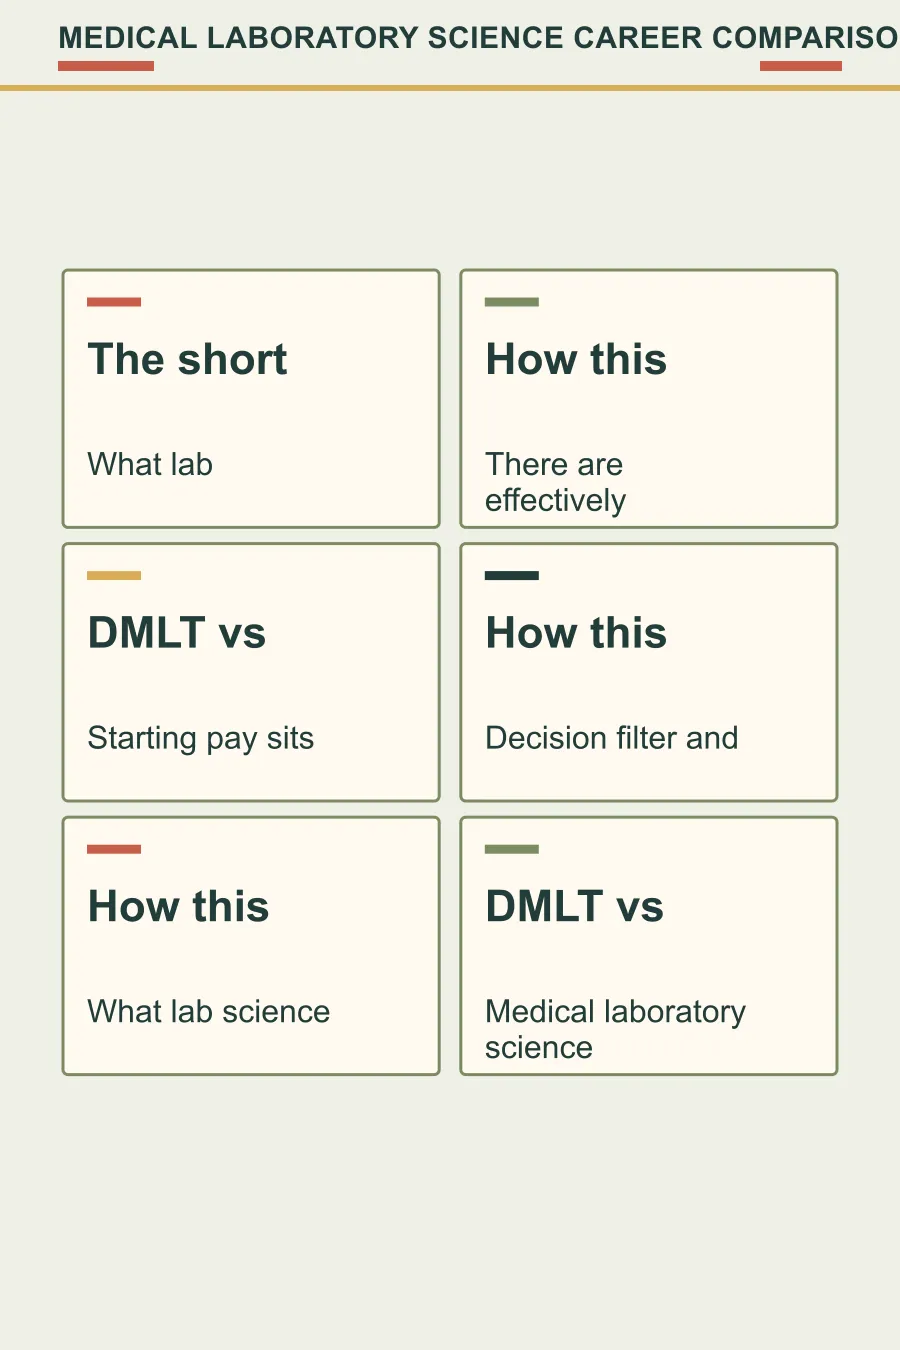 MEDICAL LABORATORY SCIENCE CAREER COMPARISO
The short
What lab
How this
There are
effectively
DMLT vs
Starting pay sits
How this
Decision filter and
How this
What lab science
DMLT vs
Medical laboratory
science